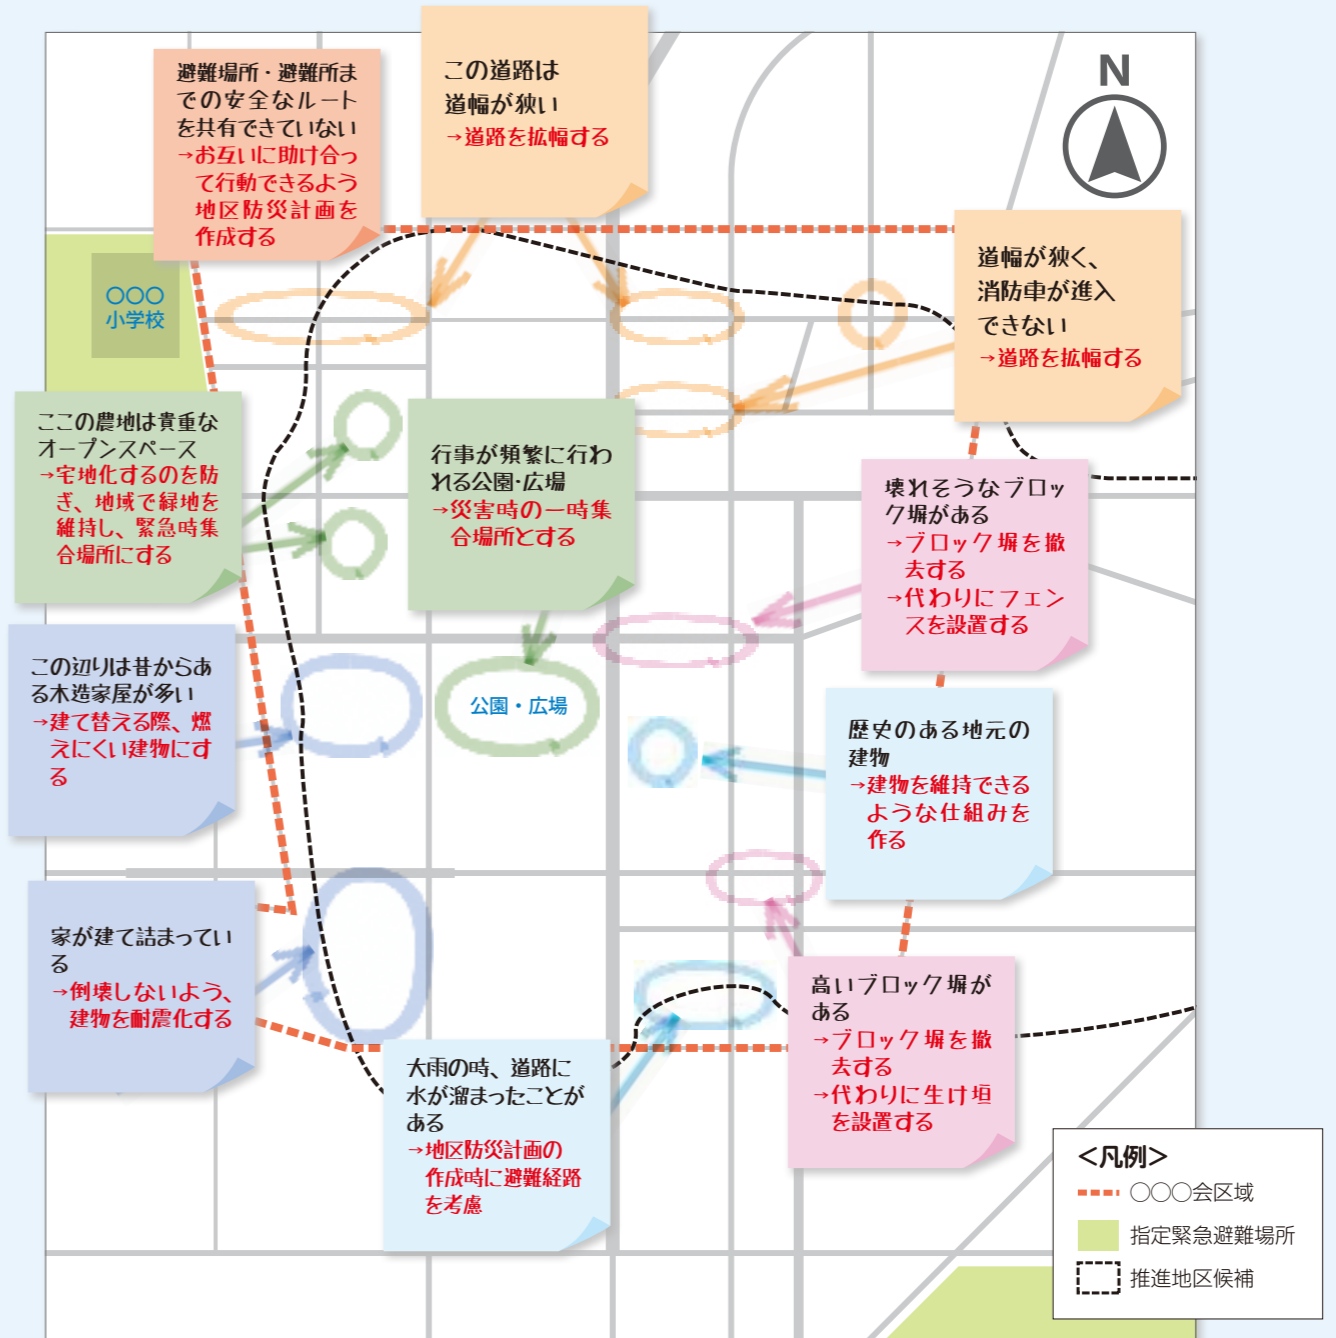 避難場所・避難所ま
での安全なルート
を共有できていない
→お互いに助け合っ
て行動できるよう
地区防災計画を
作成する
この道路は
道幅が狭い
→道路を拡幅する
N
道幅が狭く、
消防車が進入
できない
→道路を拡幅する
〇〇〇
小学校
ここの農地は貴重な
オープンスペース
→宅地化するのを防
ぎ、地域で緑地を
維持し、緊急時集
合場所にする
行事が頻繁に行わ
れる公園・広場
→災害時の一時集
合場所とする
壊れそうなブロッ
ク塀がある
→ブロック塀を撤
去する
→代わりにフェン
スを設置する
この辺りは昔からあ
る木造家屋が多い
→建て替える際、燃
えにくい建物にす
る
公園・広場
歴史のある地元の
建物
→建物を維持できる
ような仕組みを
作る
家が建て詰まってい
る
→倒壊しないよう、
建物を耐震化する
大雨の時、道路に
水が溜まったことが
ある
→地区防災計画の
作成時に避難経路
を考慮
高いブロック塀が
ある
→ブロック塀を撤
去する
→代わりに生け垣
を設置する
＜凡例＞
〇〇〇会区域
指定緊急避難場所
推進地区候補